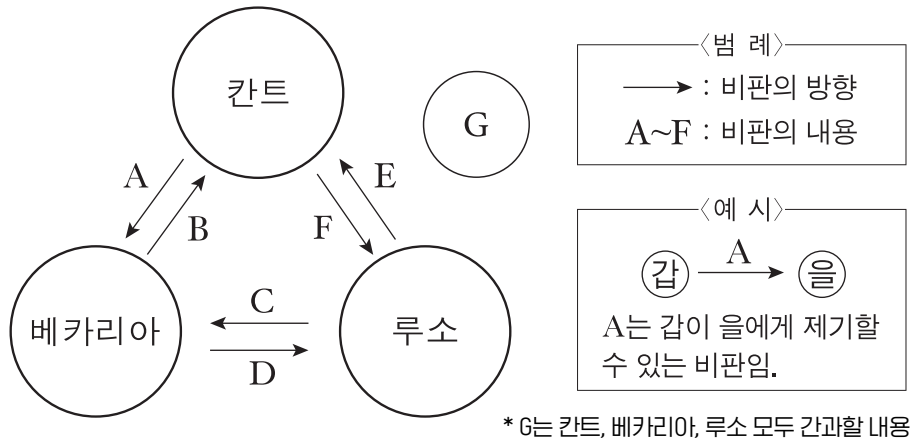 칸트
G
A
B
E
F
베카리아
C
D
루소
〈범 례〉
: 비판의 방향
A~F : 비판의 내용
〈예 시〉
갑 A 을
A는 갑이 을에게 제기할
수 있는 비판임.
* G는 칸트, 베카리아, 루소 모두 간과할 내용